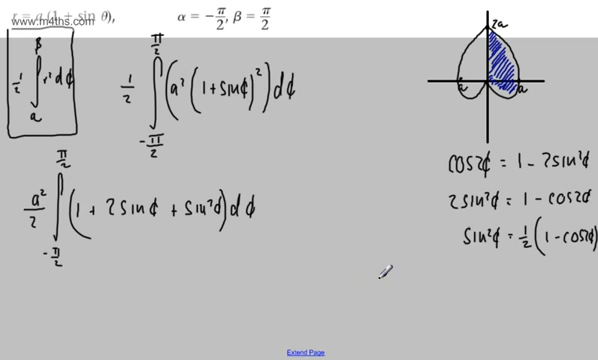 r = a (1 + sin θ), α = −π/2, β = π/2
www.m4ths.com
1/2 ∫ₐ^β r² dϕ
1/2 ∫_{-π/2}^{π/2} (a² (1 + sinϕ)²) dϕ
a²/2 ∫_{-π/2}^{π/2} (1 + 2sinϕ + sin²ϕ) dϕ
2a
a a
cos2ϕ = 1 − 2sin²ϕ
2sin²ϕ = 1 − cos2ϕ
sin²ϕ = 1/2 (1 − cos2ϕ)
Extend Page